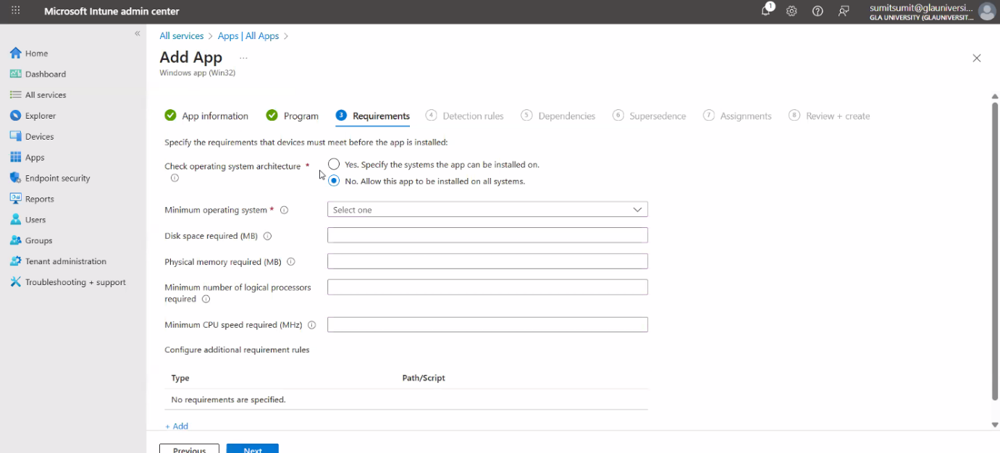 Microsoft Intune admin center
1
sumitsumit@glauniversi...
GLA UNIVERSITY (GLAUNIVERSIT...
«
Home
Dashboard
All services
Explorer
Devices
Apps
Endpoint security
Reports
Users
Groups
Tenant administration
Troubleshooting + support
All services > Apps | All Apps >
Add App ...
Windows app (Win32)
App information
Program
3 Requirements
4 Detection rules
5 Dependencies
6 Supersedence
7 Assignments
8 Review + create
Specify the requirements that devices must meet before the app is installed:
Check operating system architecture *
Yes. Specify the systems the app can be installed on.
No. Allow this app to be installed on all systems.
Minimum operating system *
Select one
Disk space required (MB)
Physical memory required (MB)
Minimum number of logical processors
required
Minimum CPU speed required (MHz)
Configure additional requirement rules
Type Path/Script
No requirements are specified.
+ Add
Previous Next